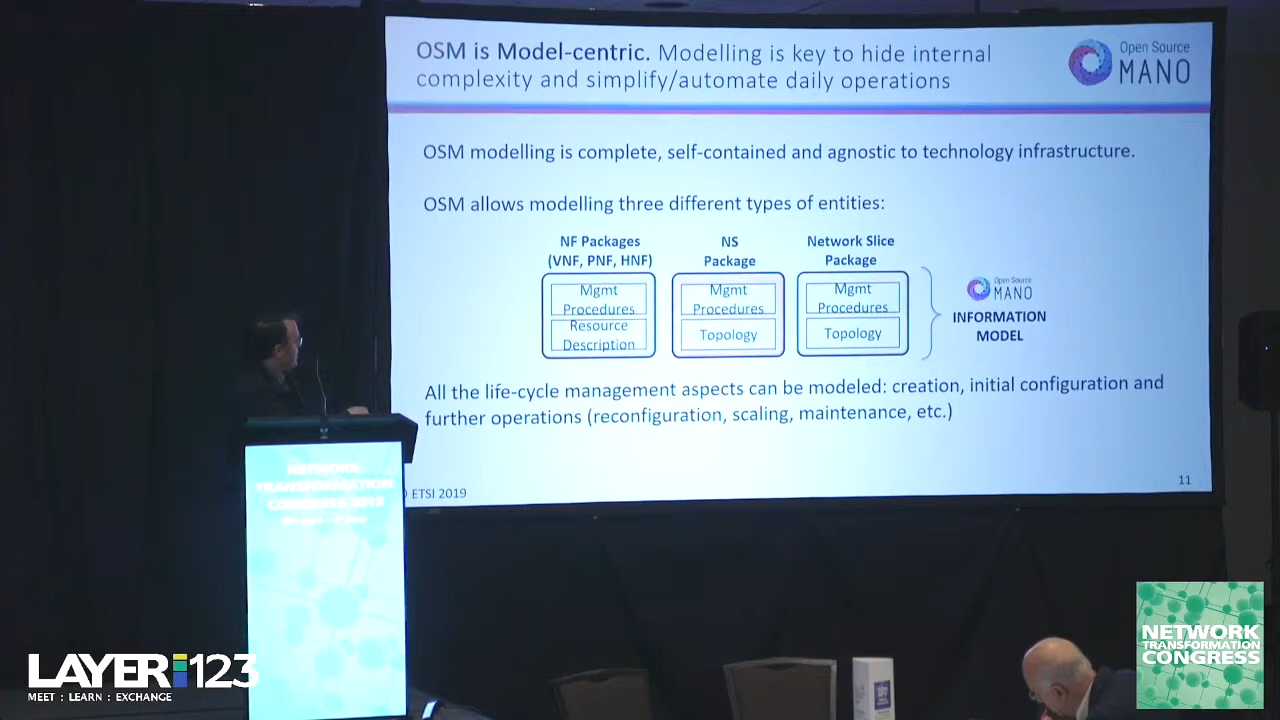 OSM is Model-centric. Modelling is key to hide internal
complexity and simplify/automate daily operations
Open Source
MANO
OSM modelling is complete, self-contained and agnostic to technology infrastructure.
OSM allows modelling three different types of entities:
NF Packages
(VNF, PNF, HNF)
Mgmt
Procedures
Resource
Description
NS
Package
Mgmt
Procedures
Topology
Network Slice
Package
Mgmt
Procedures
Topology
Open Source
MANO
INFORMATION
MODEL
All the life-cycle management aspects can be modeled: creation, initial configuration and
further operations (reconfiguration, scaling, maintenance, etc.)
ETSI 2019
11
NETWORK
TRANSFORMATION
CONGRESS 2019
LAYER123
MEET : LEARN : EXCHANGE
NETWORK
TRANSFORMATION
CONGRESS